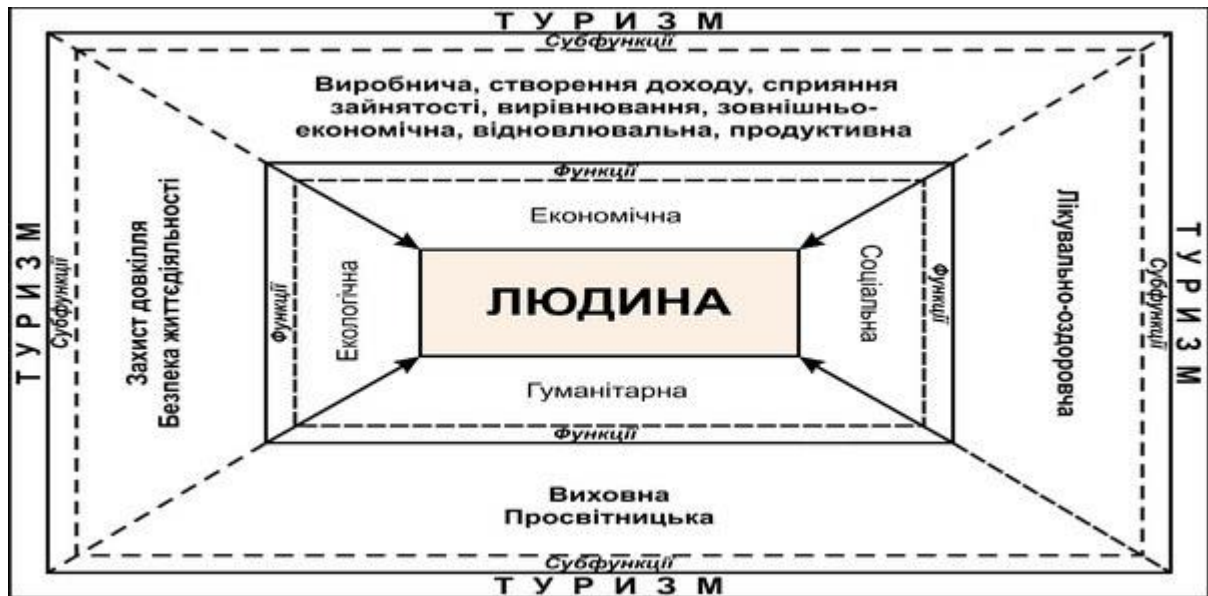 ТУРИЗМ
Субфункції
Виробнича, створення доходу, сприяння
зайнятості, вирівнювання, зовнішньо-
економічна, відновлювальна, продуктивна
Функції
Економічна
ТУРИЗМ
Субфункції
Захист довкілля
Безпека життєдіяльності
Функції
Екологічна
ЛЮДИНА
Соціальна
Функції
Лікувально-оздоровча
Субфункції
ТУРИЗМ
Гуманітарна
Функції
Виховна
Просвітницька
Субфункції
ТУРИЗМ